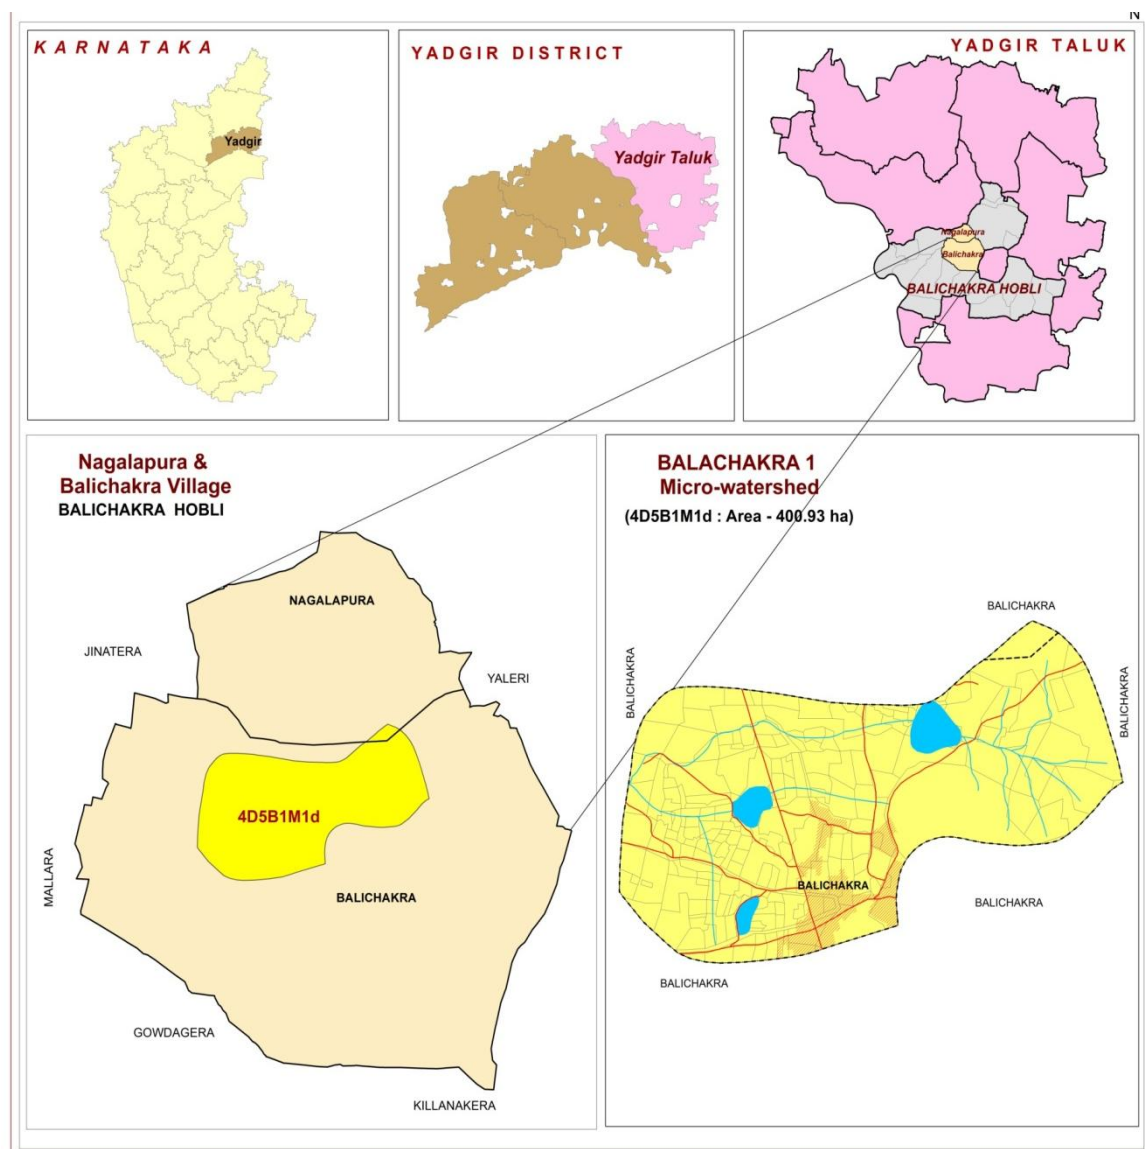 N
KARNATAKA
Yadgir
YADGIR DISTRICT
Yadgir Taluk
YADGIR TALUK
Nagalapura
Balichakra
BALICHAKRA HOBLI
Nagalapura &
Balichakra Village
BALICHAKRA HOBLI
NAGALAPURA
JINATERA
YALERI
4D5B1M1d
MALLARA
BALICHAKRA
GOWDAGERA
KILLANAKERA
BALACHAKRA 1
Micro-watershed
(4D5B1M1d : Area - 400.93 ha)
BALICHAKRA
BALICHAKRA
BALICHAKRA
BALICHAKRA
BALICHAKRA
BALICHAKRA